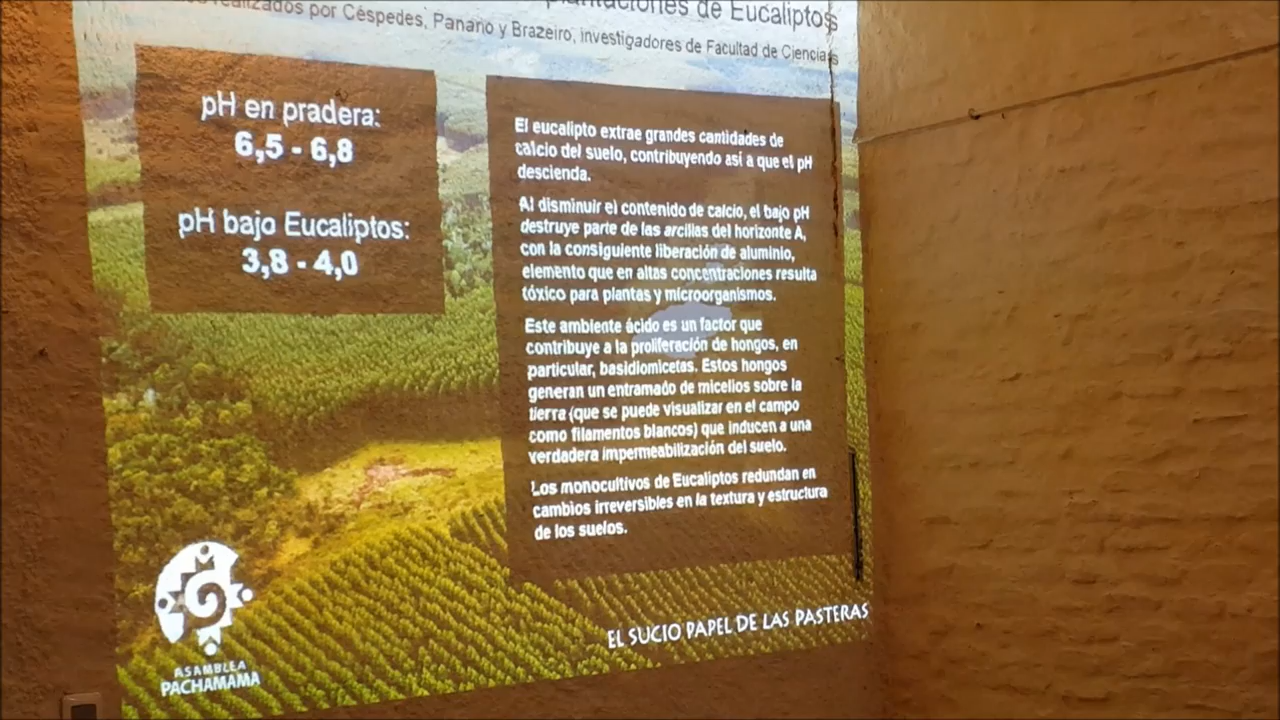 plantaciones de Eucaliptos
realizados por Céspedes, Panario y Brazeiro, investigadores de Facultad de Ciencias
pH en pradera:
6,5 - 6,8
pH bajo Eucaliptos:
3,8 - 4,0
El eucalipto extrae grandes cantidades de
calcio del suelo, contribuyendo así a que el pH
descienda.
Al disminuir el contenido de calcio, el bajo pH
destruye parte de las arcillas del horizonte A,
con la consiguiente liberación de aluminio,
elemento que en altas concentraciones resulta
tóxico para plantas y microorganismos.
Este ambiente ácido es un factor que
contribuye a la proliferación de hongos, en
particular, basidiomicetas. Estos hongos
generan un entramado de micelios sobre la
tierra (que se puede visualizar en el campo
como filamentos blancos) que inducen a una
verdadera impermeabilización del suelo.
Los monocultivos de Eucaliptos redundan en
cambios irreversibles en la textura y estructura
de los suelos.
EL SUCIO PAPEL DE LAS PASTERAS
ASAMBLEA
PACHAMAMA